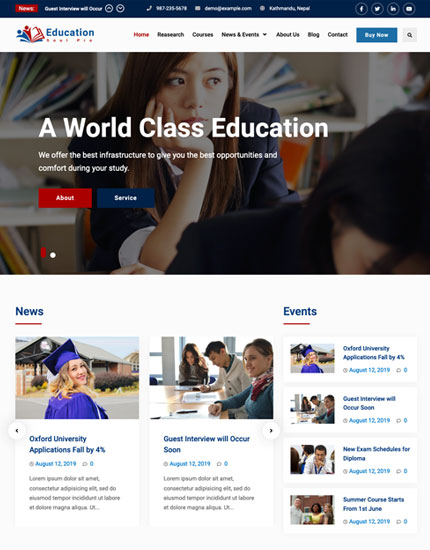 News:
Guest Interview will Occur
987-235-5678
demo@example.com
Kathmandu, Nepal
Education
Soul Pro
Home
Reasearch
Courses
News & Events
About Us
Blog
Contact
Buy Now
A World Class Education
We offer the best infrastructure to give you the best opportunities and
comfort during your study.
About
Service
News
Oxford University
Applications Fall by 4%
August 12, 2019
0
Lorem ipsum dolor sit amet,
consectetur adipisicing elit, sed do eiusmod
tempor incididunt ut labore
et dolore magna aliqua. Ut...
Guest Interview will Occur
Soon
August 12, 2019
0
Lorem ipsum dolor sit amet,
consectetur adipisicing elit, sed do
eiusmod tempor incididunt ut labore
et dolore magna aliqua. Ut...
Events
Oxford University
Applications Fall by 4%
August 12, 2019
0
Guest Interview will
Occur Soon
August 12, 2019
0
New Exam Schedules for
Diploma
August 12, 2019
0
Summer Course Starts
From 1st June
August 12, 2019
0